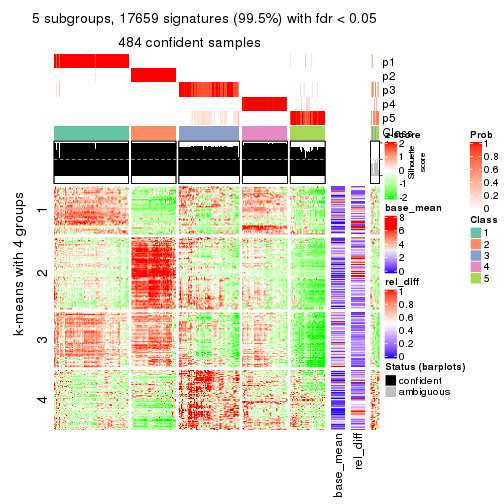 5 subgroups, 17659 signatures (99.5%) with fdr < 0.05
484 confident samples
p1
p2
p3
p4
p5
Class
z-score
2
1
0
-1
-2
Silhouette
score
Prob
1
0.8
0.6
0.4
0.2
0
base_mean
8
6
4
2
0
Class
1
2
3
4
5
rel_diff
1
0.8
0.6
0.4
0.2
0
Status (barplots)
confident
ambiguous
k-means with 4 groups
1
2
3
4
base_mean
rel_diff